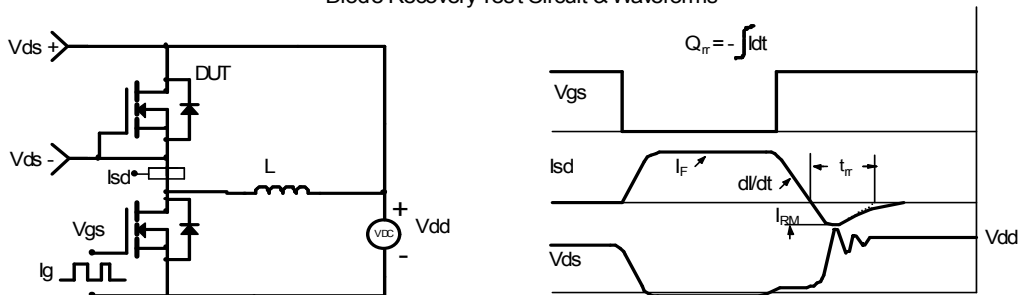 Diode Recovery Test Circuit & Waveforms
Vds +
DUT
Vds -
Isd
L
Vgs
Ig
VDC
+
Vdd
-
Qrr = - ∫Idt
Vgs
Isd
IF
dI/dt
trr
IRM
Vdd
Vds